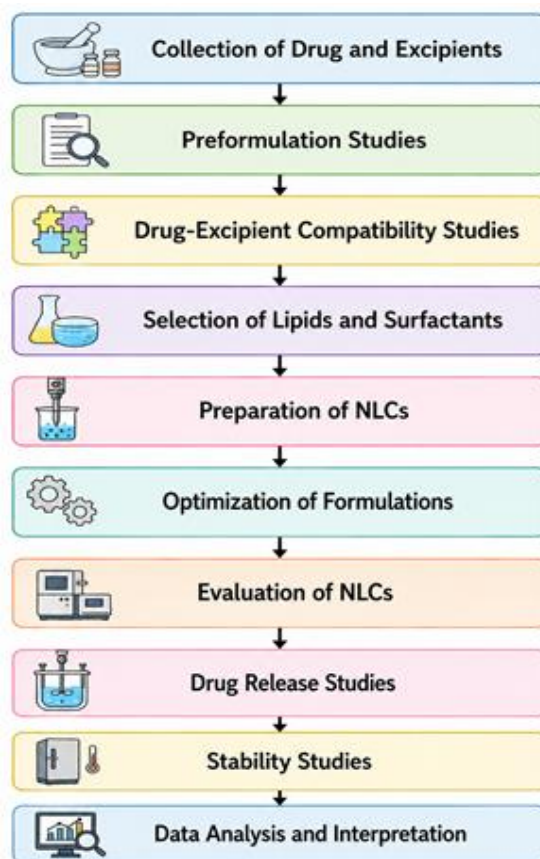 Collection of Drug and Excipients
Preformulation Studies
Drug-Excipient Compatibility Studies
Selection of Lipids and Surfactants
Preparation of NLCs
Optimization of Formulations
Evaluation of NLCs
Drug Release Studies
Stability Studies
Data Analysis and Interpretation